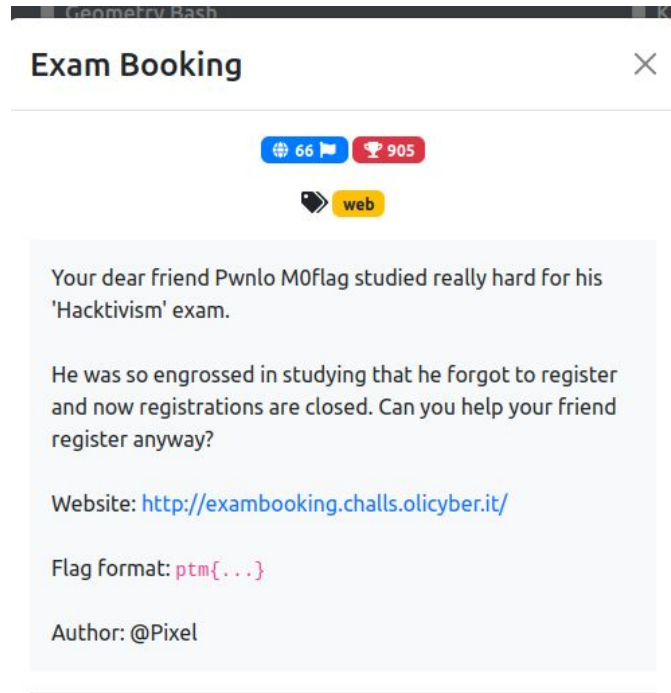 Geometry Bash
K
Exam Booking
66 905
web
Your dear friend Pwnlo M0flag studied really hard for his
'Hacktivism' exam.
He was so engrossed in studying that he forgot to register
and now registrations are closed. Can you help your friend
register anyway?
Website: http://exambooking.challs.olicyber.it/
Flag format: ptm{...}
Author: @Pixel